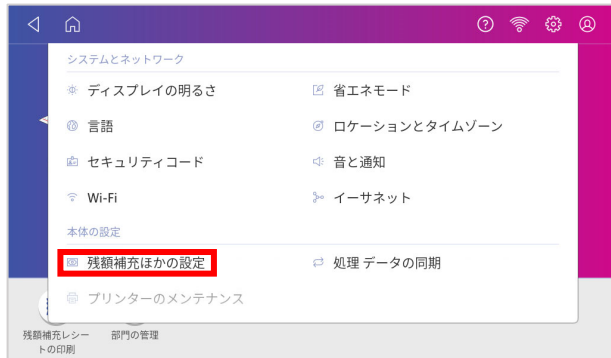 システムとネットワーク
ディスプレイの明るさ
省エネモード
言語
ロケーションとタイムゾーン
セキュリティコード
音と通知
Wi-Fi
イーサネット
本体の設定
残額補充ほかの設定
処理 データの同期
プリンターのメンテナンス
残額補充レシー
トの印刷
部門の管理